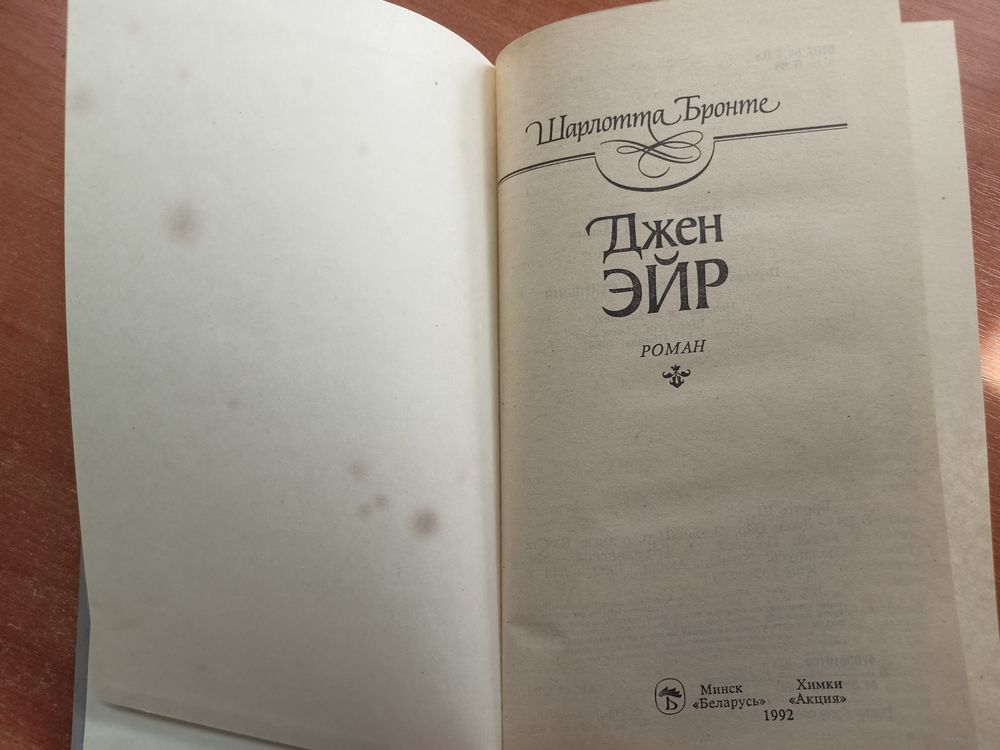 Шарлотта Бронте
Джен
ЭЙР
РОМАН
Б
Минск Химки
«Беларусь» «Акция»
1992